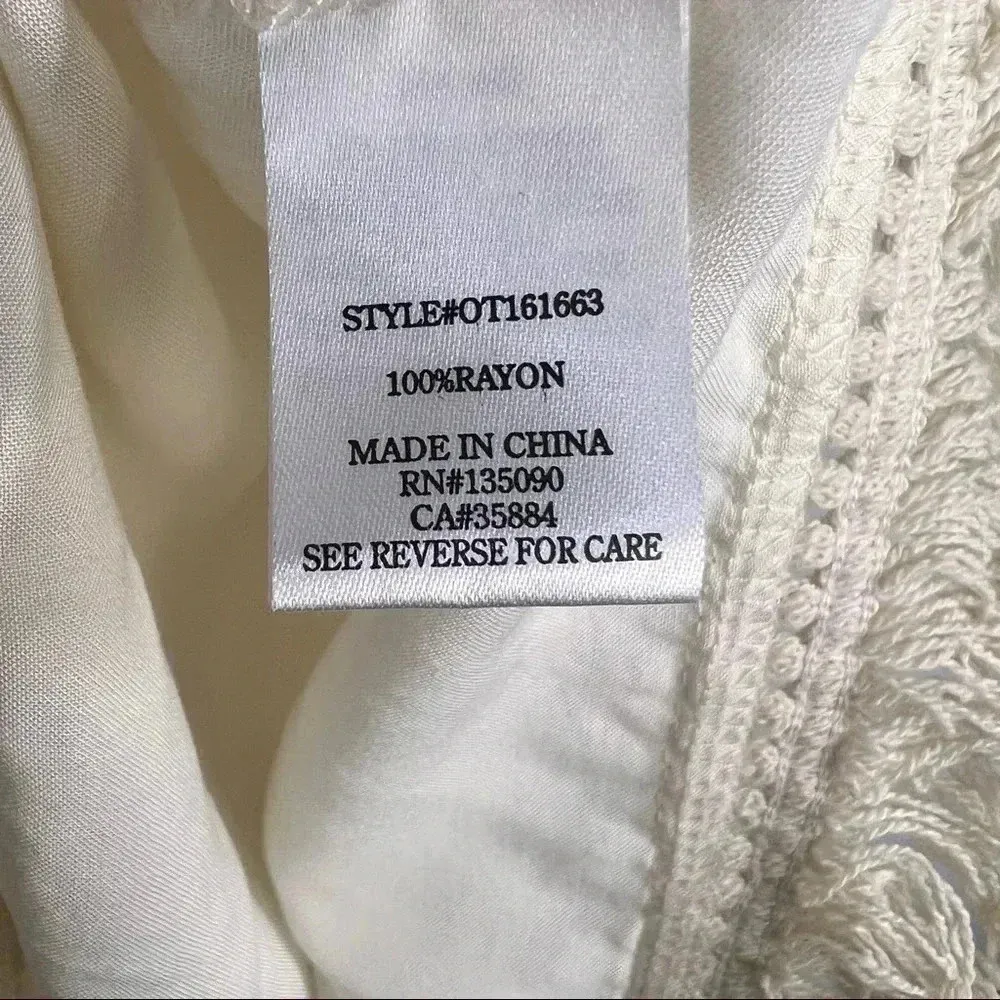 STYLE#OT161663
100%RAYON
MADE IN CHINA
RN#135090
CA#35884
SEE REVERSE FOR CARE